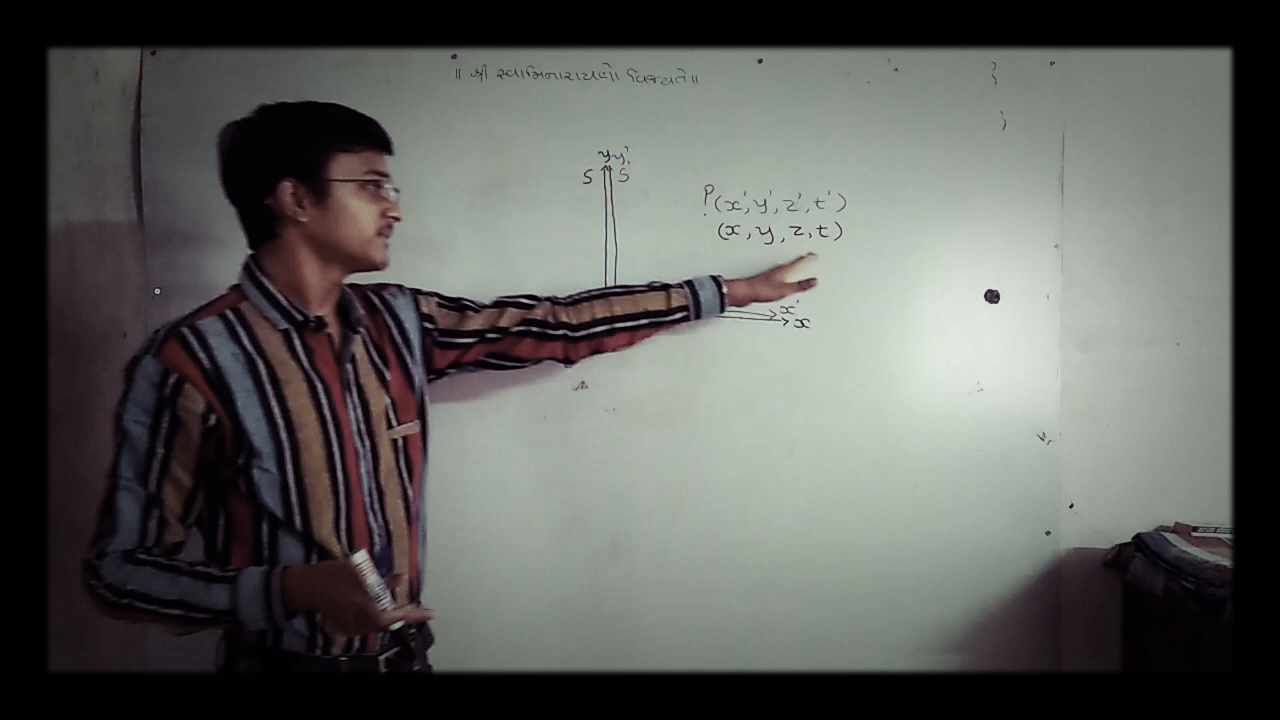 ॥ શ્રી સ્વામિનારાયણો વિજયતે ॥
y y'
S S
P(x', y', z', t')
(x, y, z, t)
x'
x